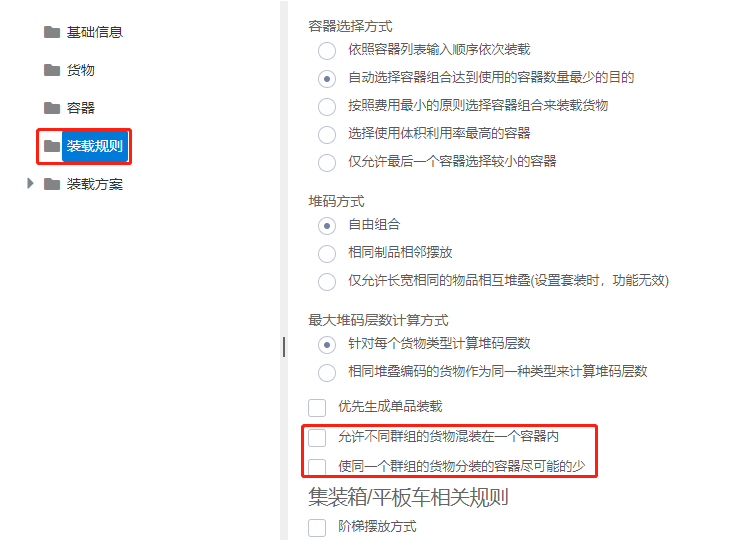 基础信息
货物
容器
装载规则
装载方案
容器选择方式
依照容器列表输入顺序依次装载
自动选择容器组合达到使用的容器数量最少的目的
按照费用最小的原则选择容器组合来装载货物
选择使用体积利用率最高的容器
仅允许最后一个容器选择较小的容器
堆码方式
自由组合
相同制品相邻摆放
仅允许长宽相同的物品相互堆叠(设置套装时，功能无效)
最大堆码层数计算方式
针对每个货物类型计算堆码层数
相同堆叠编码的货物作为同一种类型来计算堆码层数
优先生成单品装载
允许不同群组的货物混装在一个容器内
使同一个群组的货物分装的容器尽可能的少
集装箱/平板车相关规则
阶梯摆放方式